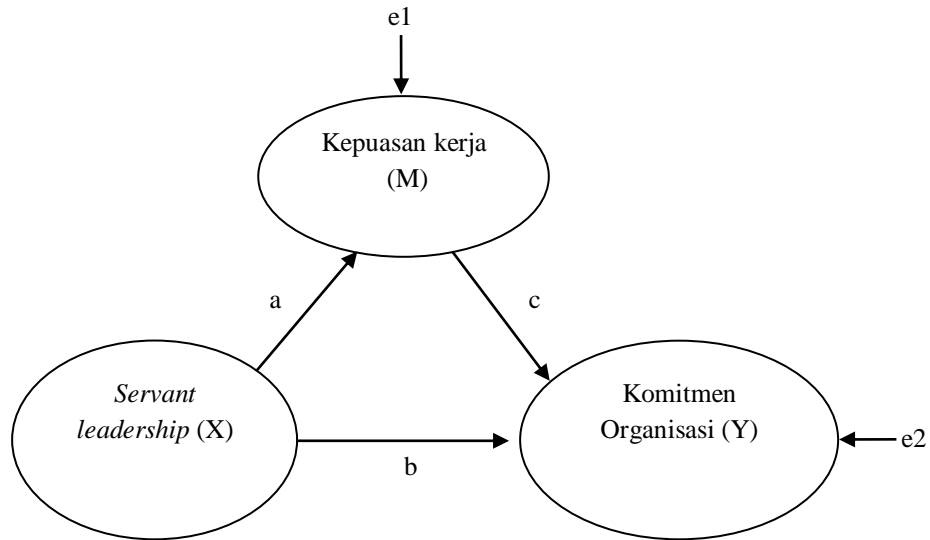 e1
Kepuasan kerja
(M)
a
c
Servant
leadership (X)
Komitmen
Organisasi (Y)
e2
b